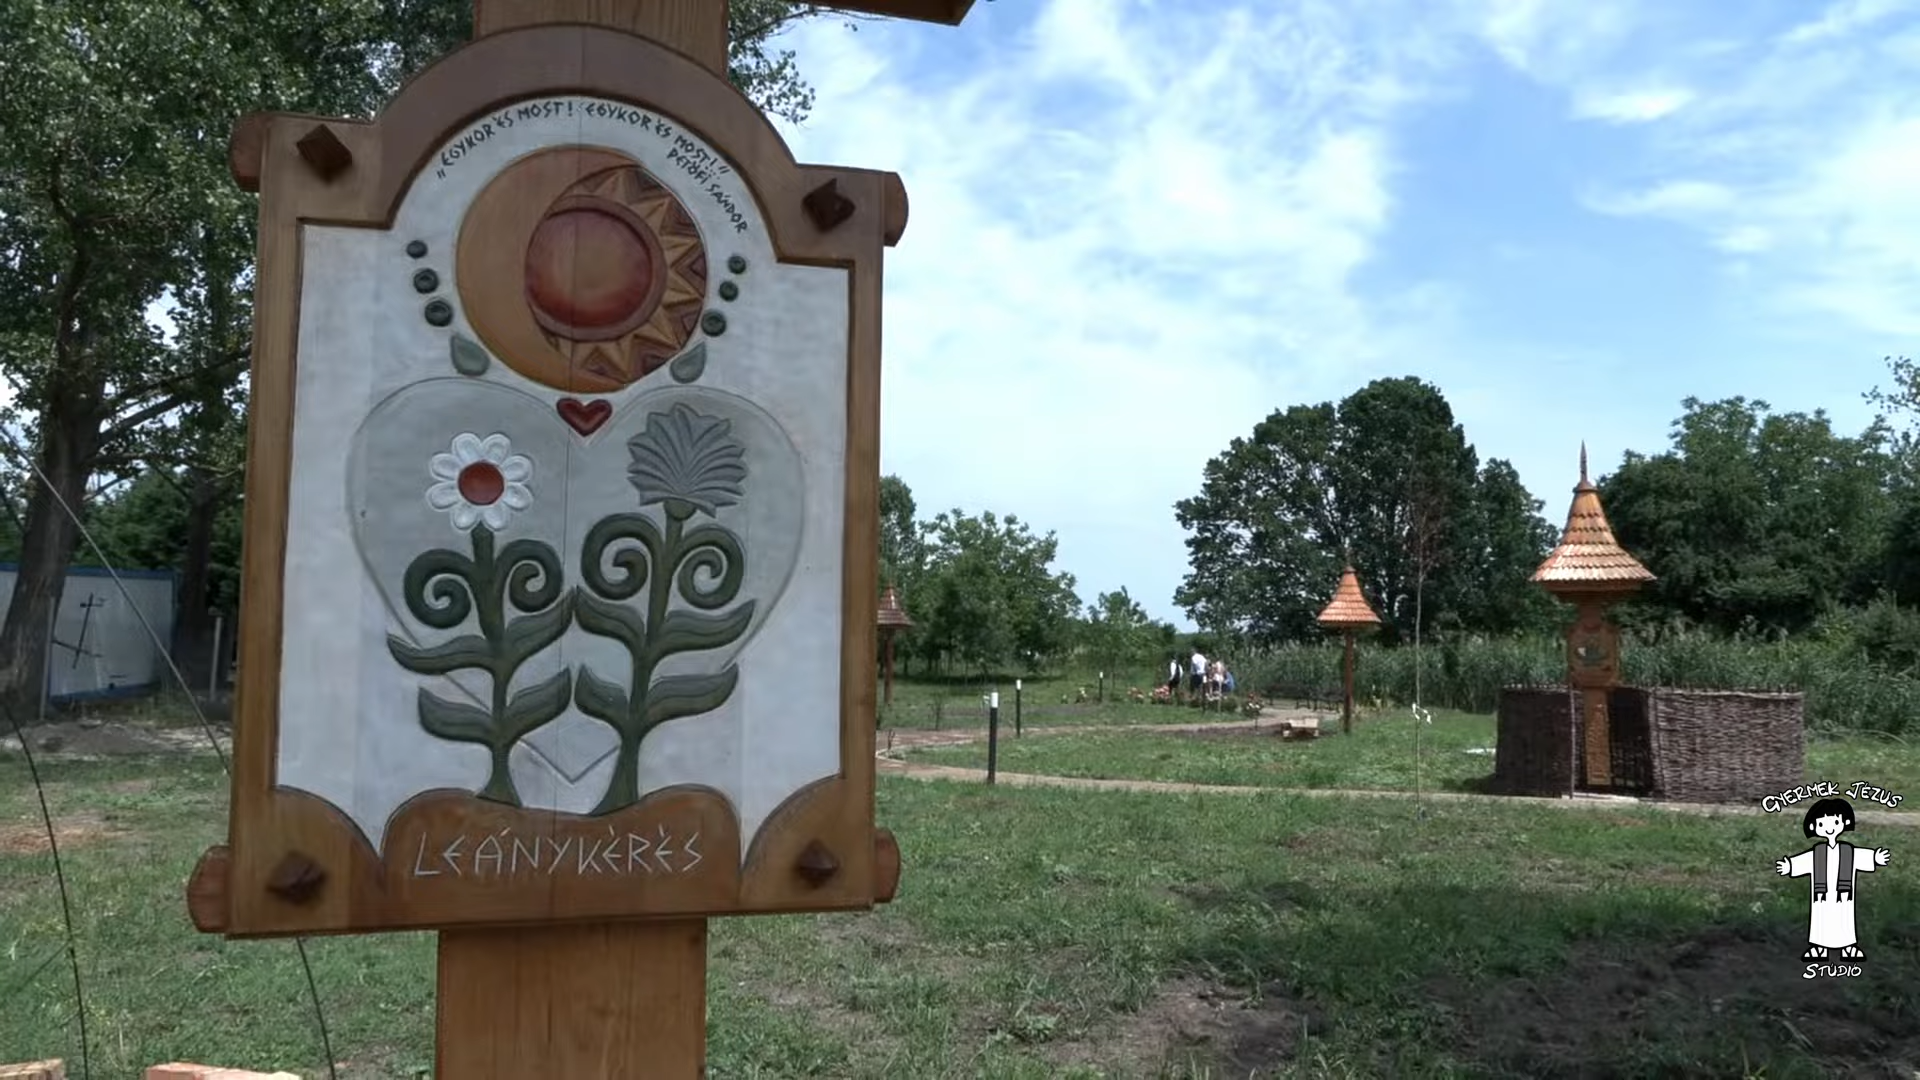 „EGYKOR ÉS MOST! EGYKOR ÉS MOST!”
PETŐFI SÁNDOR
LEÁNYKÉRÉS
GYERMEK JÉZUS
STÚDIÓ